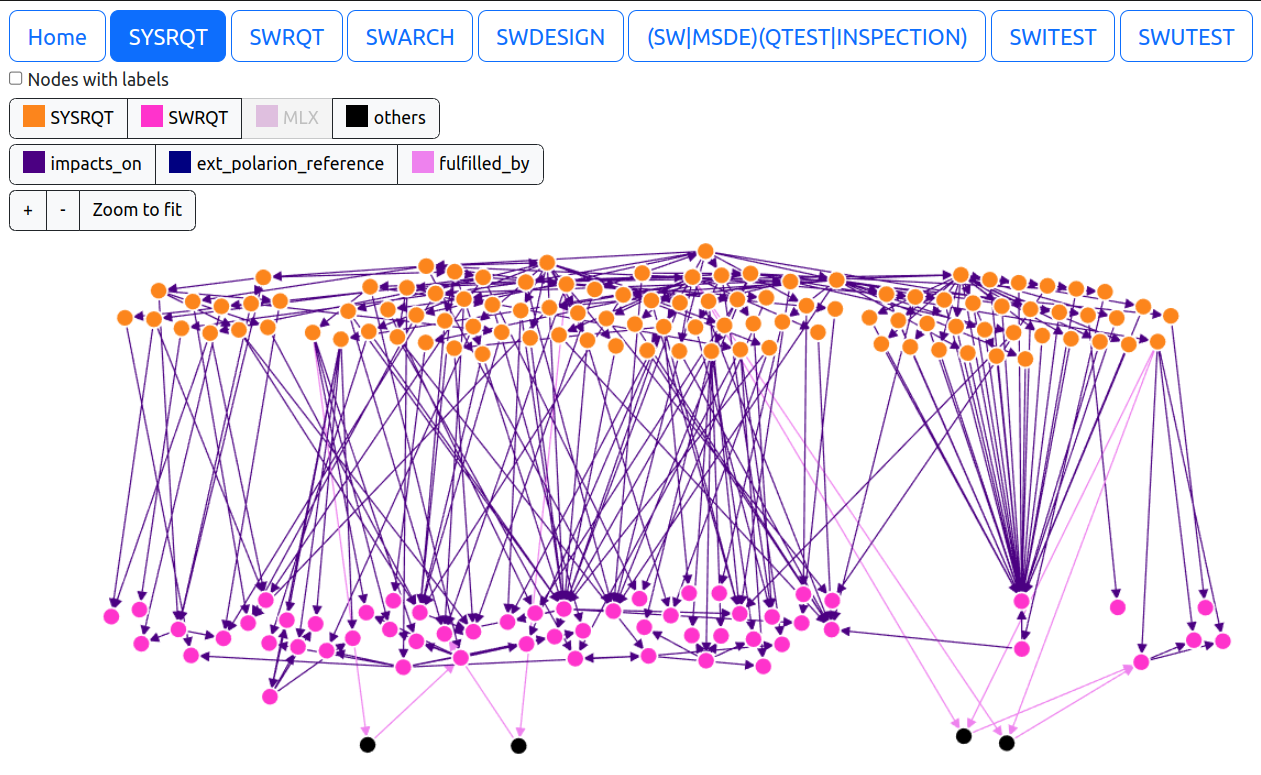 Home SYSRQT SWRQT SWARCH SWDESIGN (SW|MSDE)(QTEST|INSPECTION) SWITEST SWUTEST
Nodes with labels
SYSRQT SWRQT MLX others
impacts_on ext_polarion_reference fulfilled_by
+ - Zoom to fit